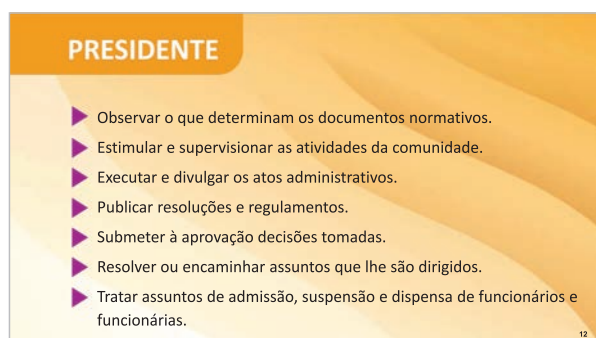 PRESIDENTE
Observar o que determinam os documentos normativos.
Estimular e supervisionar as atividades da comunidade.
Executar e divulgar os atos administrativos.
Publicar resoluções e regulamentos.
Submeter à aprovação decisões tomadas.
Resolver ou encaminhar assuntos que lhe são dirigidos.
Tratar assuntos de admissão, suspensão e dispensa de funcionários e
funcionárias.
12